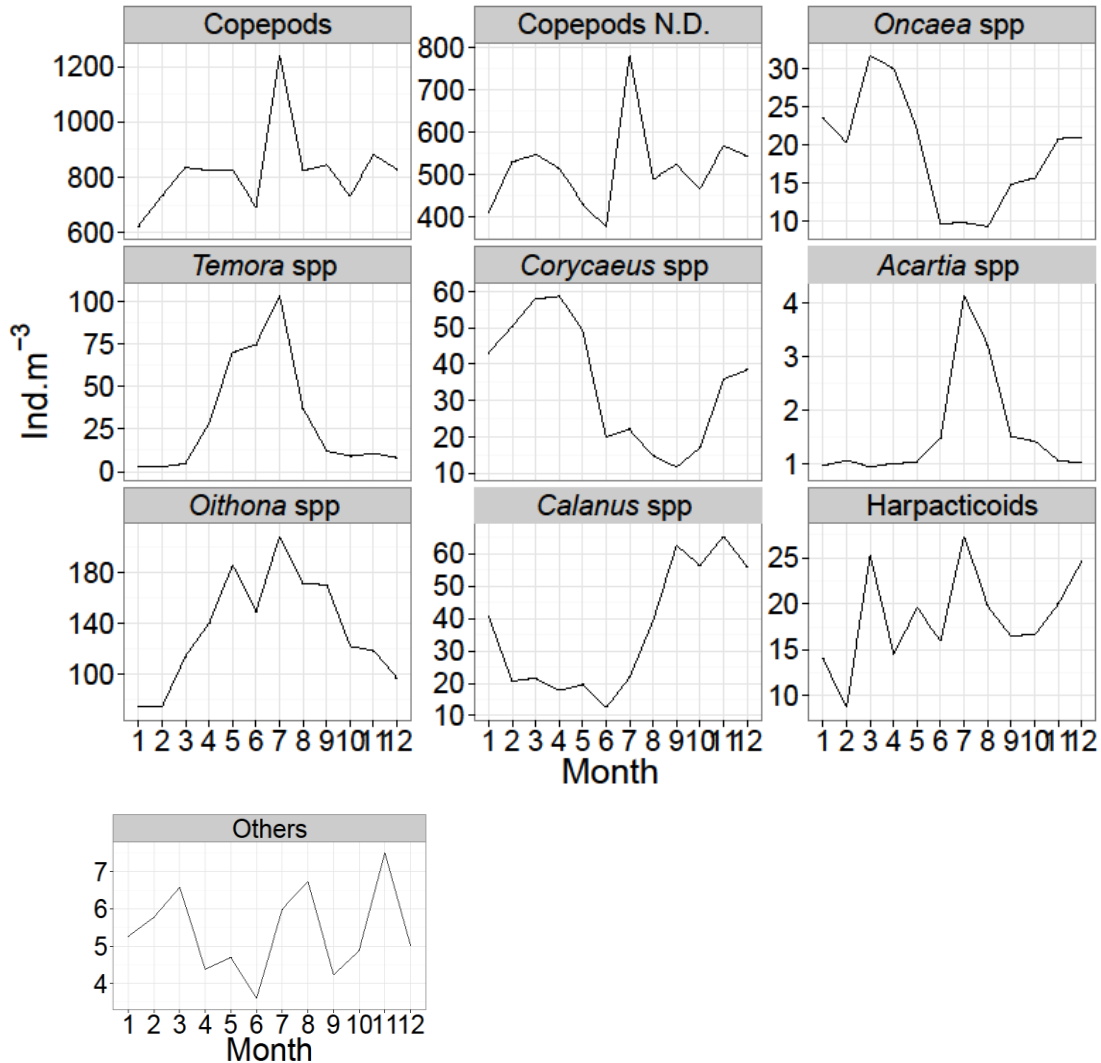 Copepods
Copepods N.D.
Oncaea spp
1200
1000
800
600
800
700
600
500
400
30
25
20
15
10
Temora spp
Corycaeus spp
Acartia spp
100
75
50
25
0
60
50
40
30
20
10
4
3
2
1
Ind.m⁻³
Oithona spp
Calanus spp
Harpacticoids
180
140
100
60
50
40
30
20
10
25
20
15
10
1 2 3 4 5 6 7 8 9 10 11 12
1 2 3 4 5 6 7 8 9 10 11 12
1 2 3 4 5 6 7 8 9 10 11 12
Month
Others
7
6
5
4
1 2 3 4 5 6 7 8 9 10 11 12
Month